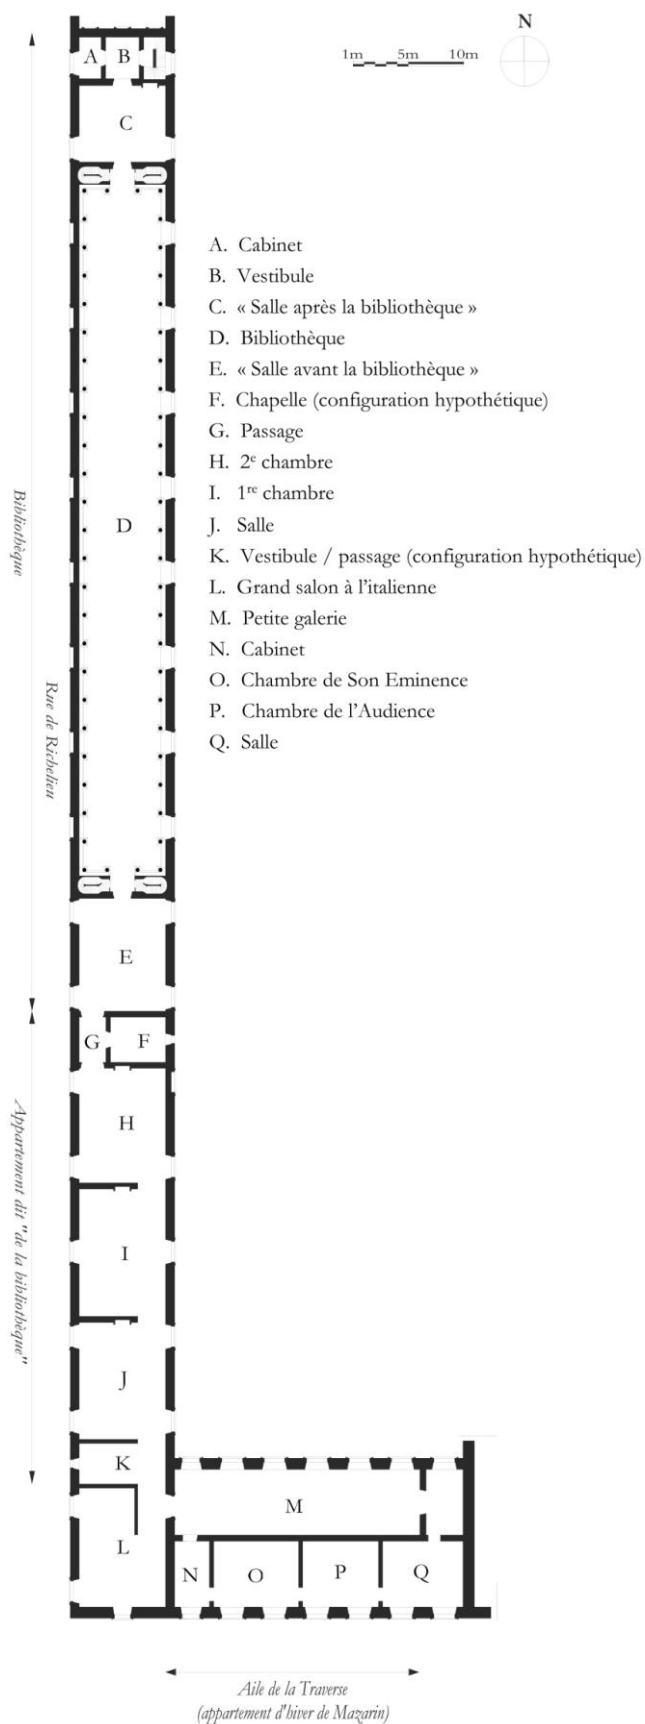 N
1m 5m 10m
A B
C
A. Cabinet
B. Vestibule
C. « Salle après la bibliothèque »
D. Bibliothèque
E. « Salle avant la bibliothèque »
F. Chapelle (configuration hypothétique)
G. Passage
H. 2e chambre
I. 1re chambre
J. Salle
K. Vestibule / passage (configuration hypothétique)
L. Grand salon à l'italienne
M. Petite galerie
N. Cabinet
O. Chambre de Son Eminence
P. Chambre de l'Audience
Q. Salle
Bibliothèque
D
Rue de Richelieu
E
G F
H
Appartement dit "de la bibliothèque"
I
J
K
M
L
N O P Q
Aile de la Traverse
(appartement d'hiver de Mazarin)